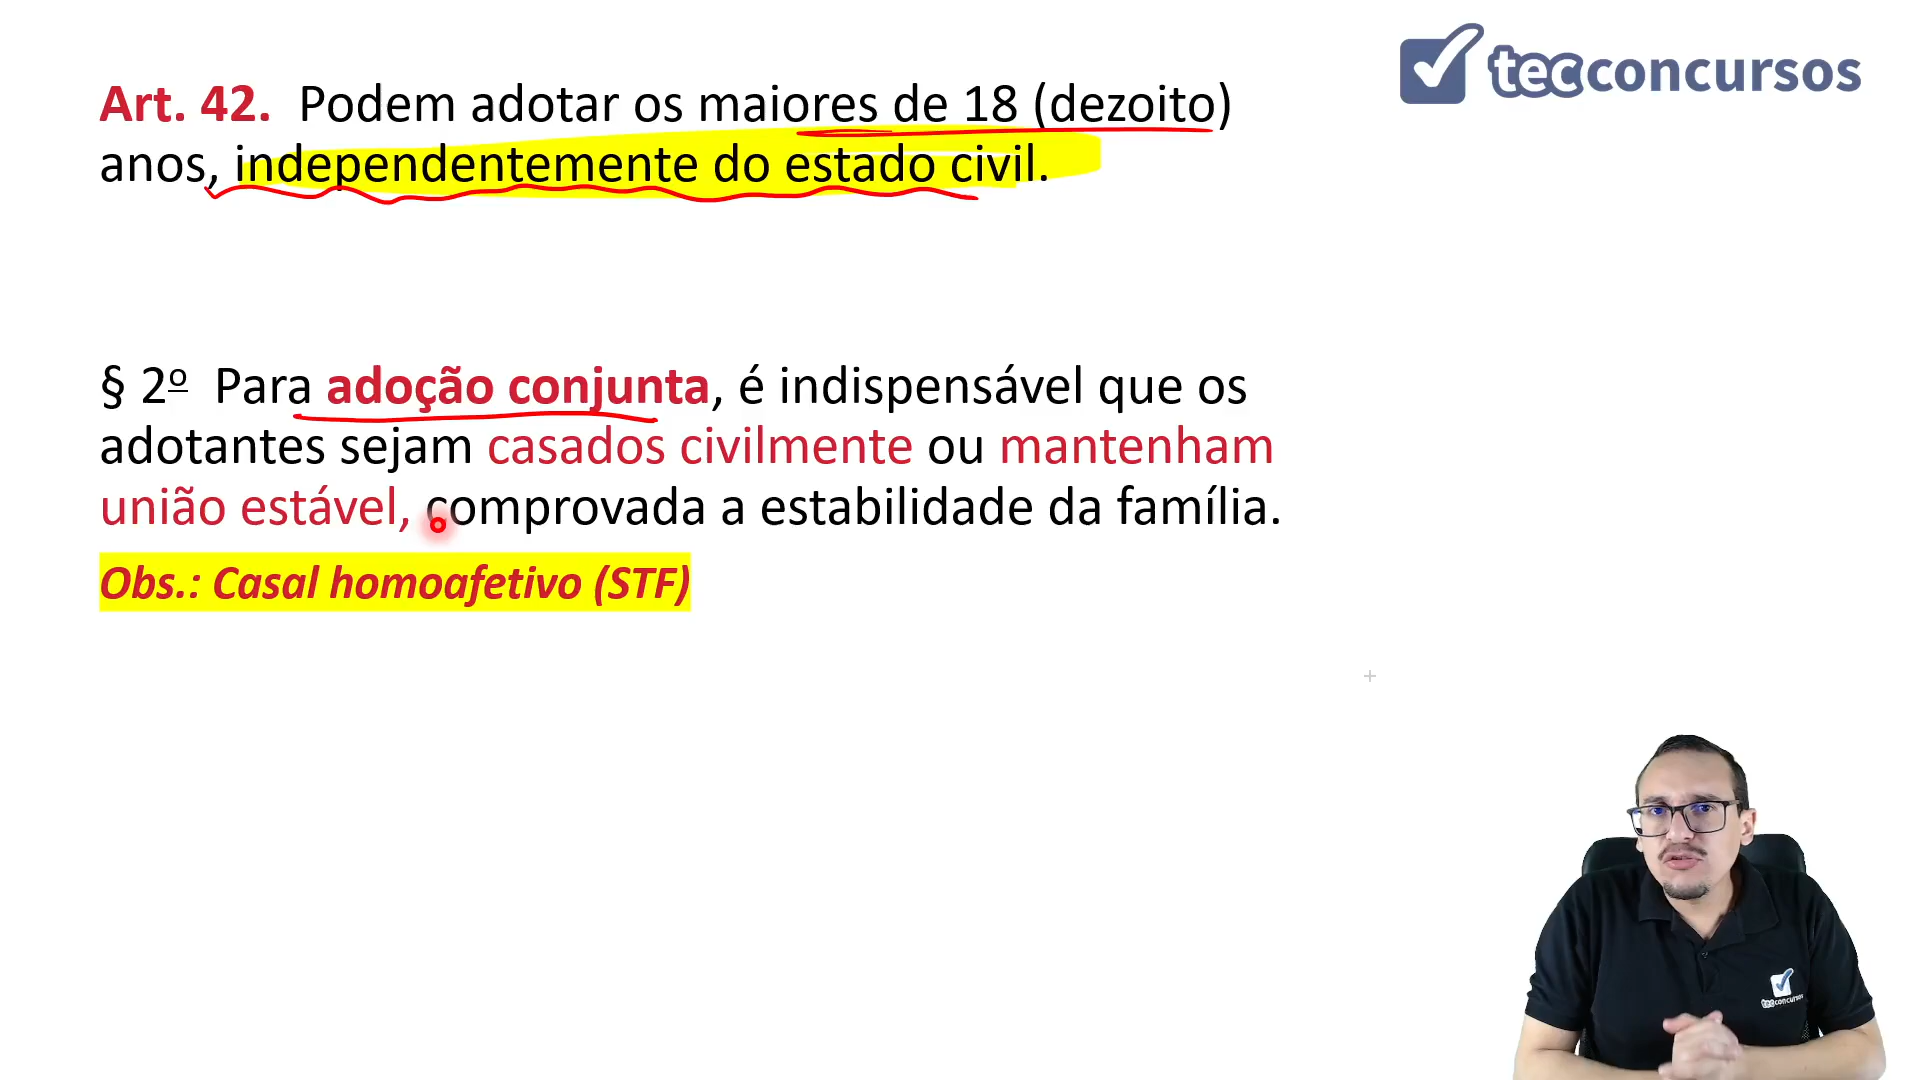 tecconcursos
Art. 42. Podem adotar os maiores de 18 (dezoito)
anos, independentemente do estado civil.
§ 2º Para adoção conjunta, é indispensável que os
adotantes sejam casados civilmente ou mantenham
união estável, comprovada a estabilidade da família.
Obs.: Casal homoafetivo (STF)
tecconcursos